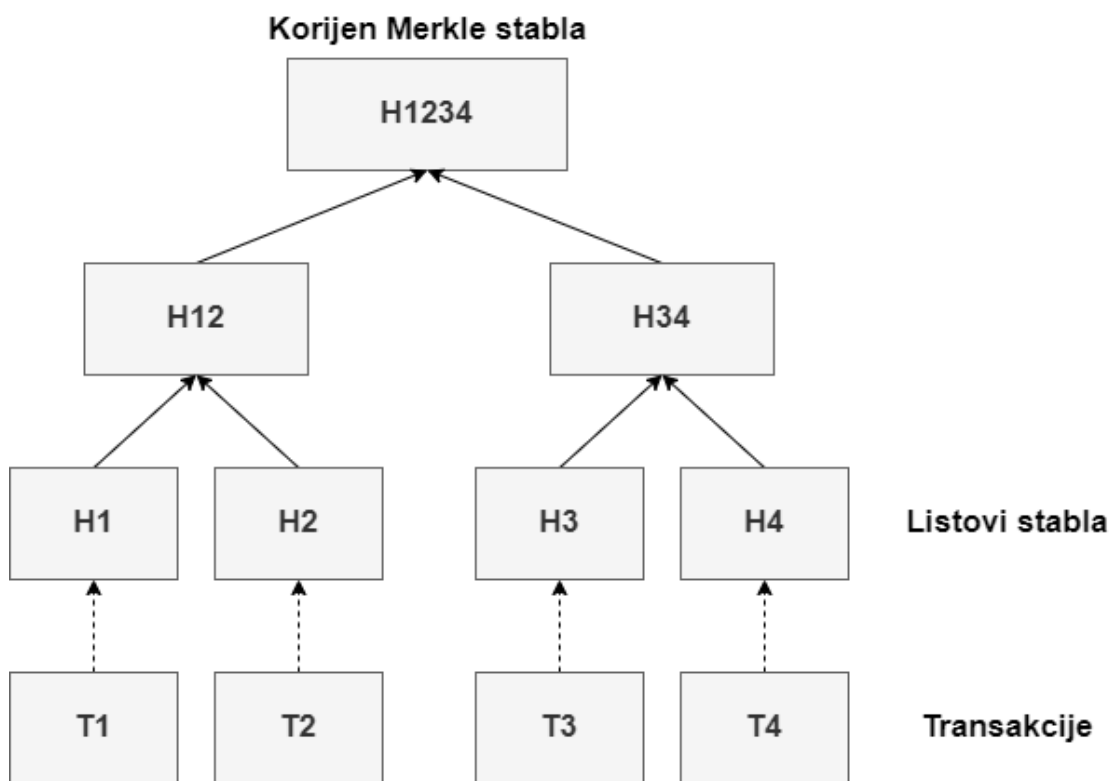 Korijen Merkle stabla
H1234
H12 H34
H1 H2 H3 H4 Listovi stabla
T1 T2 T3 T4 Transakcije